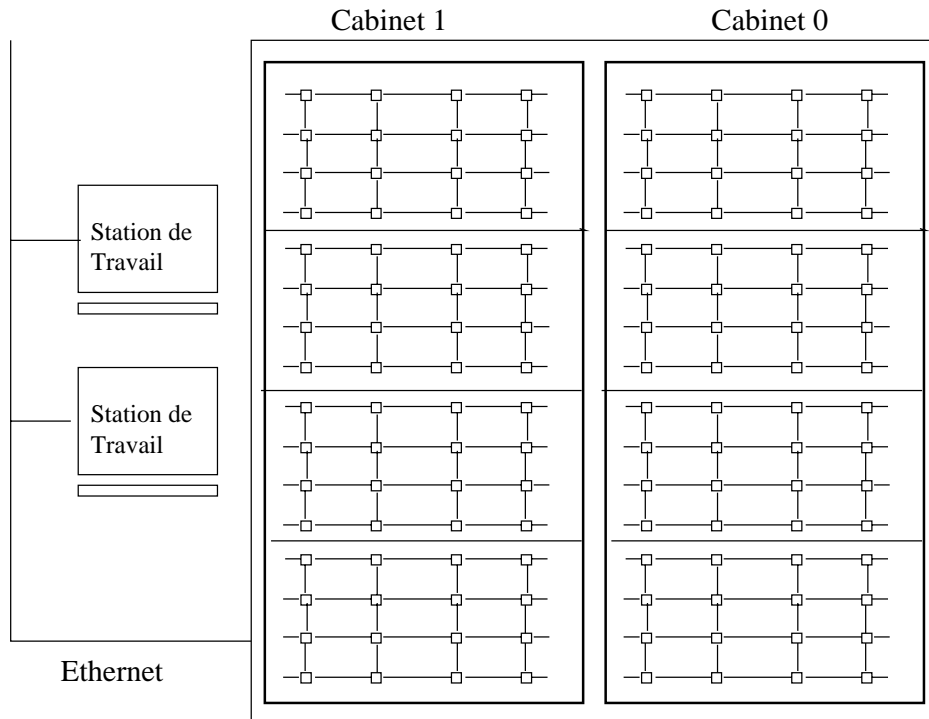 Cabinet 1
Cabinet 0
Station de
Travail
Station de
Travail
Ethernet